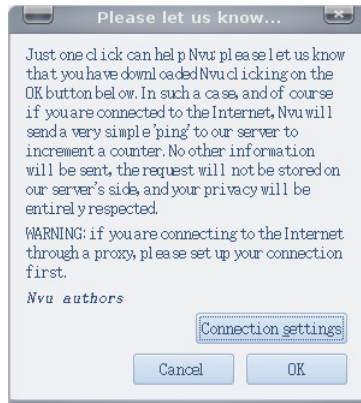 Please let us know...
Just one click can help Nvu: please let us know
that you have downloaded Nvu clicking on the
OK button below. In such a case, and of course
if you are connected to the Internet, Nvu will
send a very simple 'ping' to our server to
increment a counter. No other information
will be sent, the request will not be stored on
our server's side, and your privacy will be
entirely respected.
WARNING: if you are connecting to the Internet
through a proxy, please set up your connection
first.
Nvu authors
Connection settings
Cancel OK